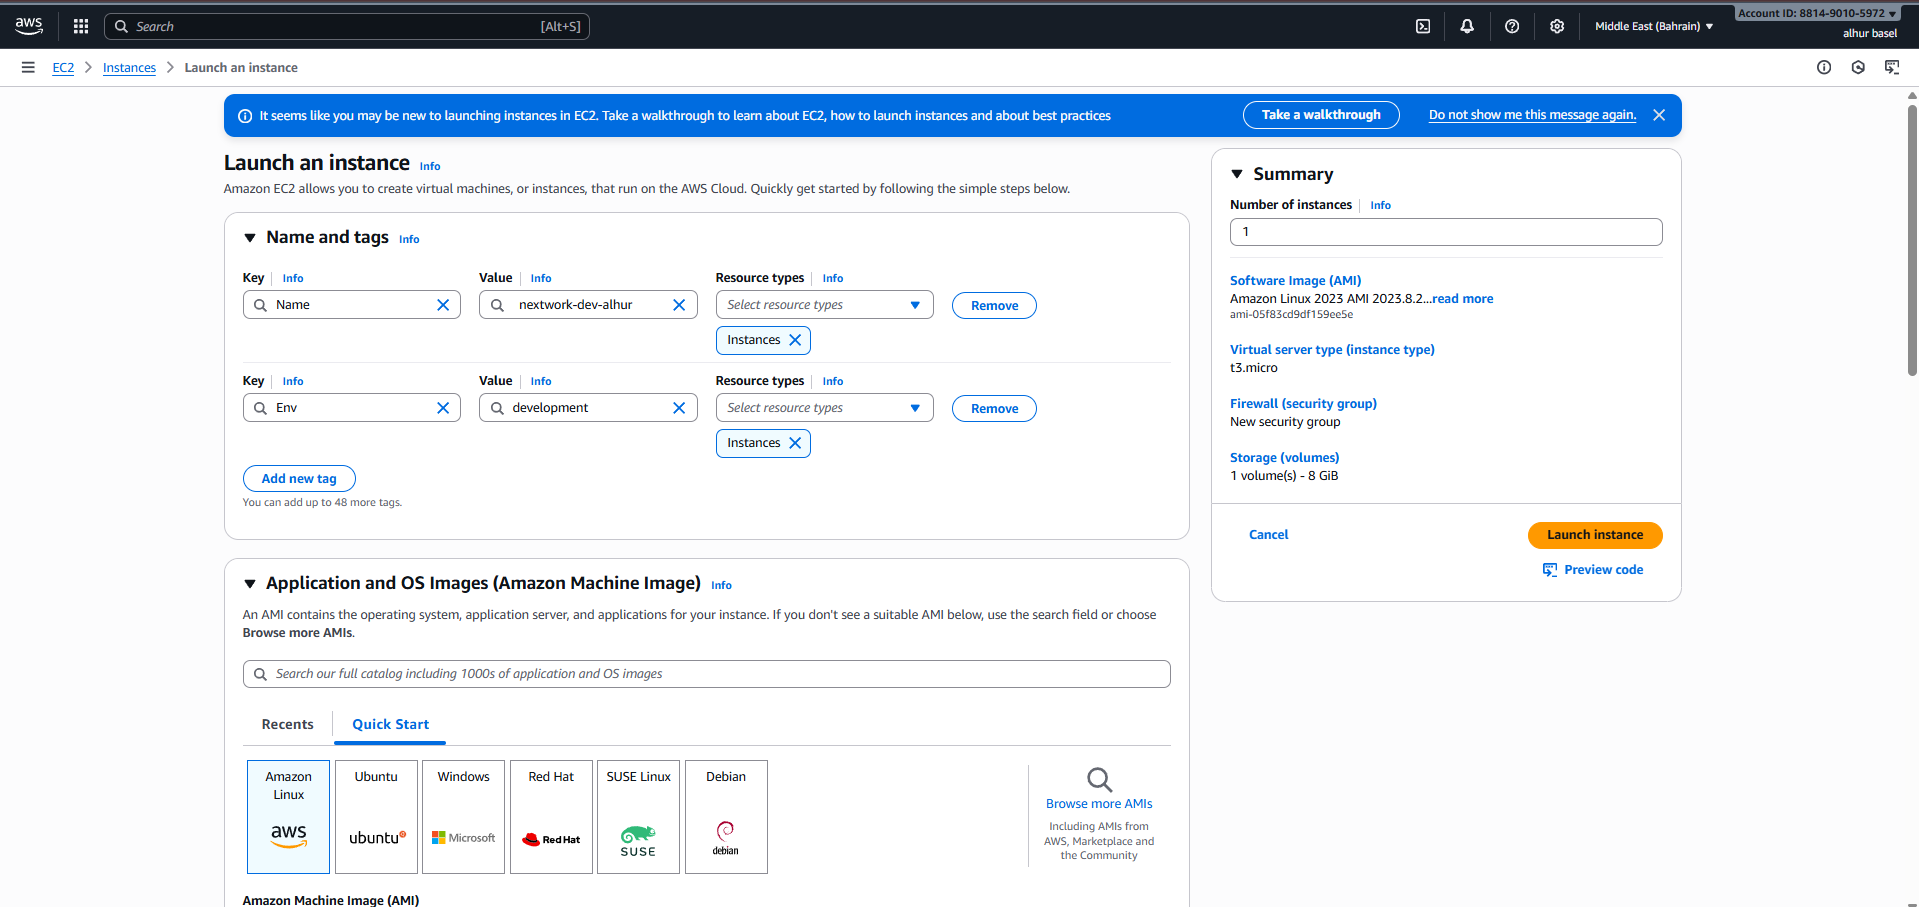 aws
Search
[Alt+S]
Middle East (Bahrain)
Account ID: 8814-9010-5972
alhur basel
EC2
Instances
Launch an instance
It seems like you may be new to launching instances in EC2. Take a walkthrough to learn about EC2, how to launch instances and about best practices
Take a walkthrough
Do not show me this message again.
Launch an instance Info
Amazon EC2 allows you to create virtual machines, or instances, that run on the AWS Cloud. Quickly get started by following the simple steps below.
Name and tags Info
Key Info
Value Info
Resource types Info
Name
nextwork-dev-alhur
Select resource types
Remove
Instances
Key Info
Value Info
Resource types Info
Env
development
Select resource types
Remove
Instances
Add new tag
You can add up to 48 more tags.
Application and OS Images (Amazon Machine Image) Info
An AMI contains the operating system, application server, and applications for your instance. If you don't see a suitable AMI below, use the search field or choose
Browse more AMIs.
Search our full catalog including 1000s of application and OS images
Recents
Quick Start
Amazon
Linux
aws
Ubuntu
ubuntu
Windows
Microsoft
Red Hat
Red Hat
SUSE Linux
SUSE
Debian
debian
Browse more AMIs
Including AMIs from
AWS, Marketplace and
the Community
Amazon Machine Image (AMI)
Summary
Number of instances Info
1
Software Image (AMI)
Amazon Linux 2023 AMI 2023.8.2...read more
ami-05f83cd9df159ee5e
Virtual server type (instance type)
t3.micro
Firewall (security group)
New security group
Storage (volumes)
1 volume(s) - 8 GiB
Cancel
Launch instance
Preview code